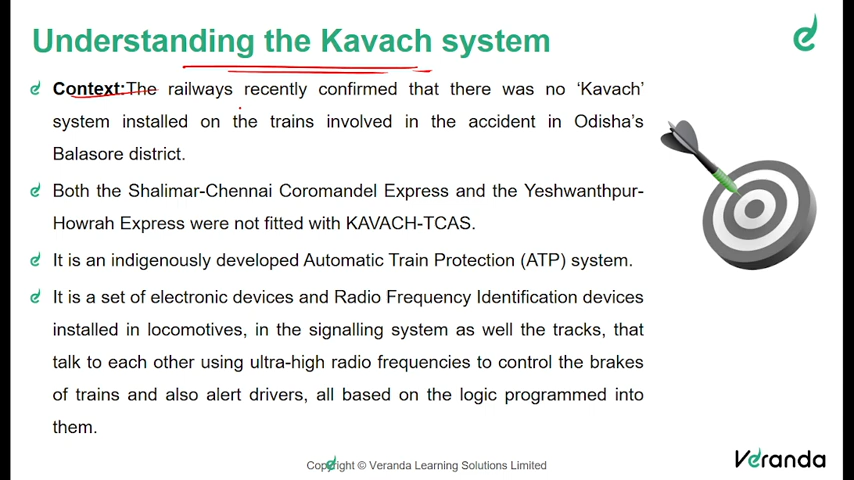 Understanding the Kavach system
Context:The railways recently confirmed that there was no ‘Kavach’
system installed on the trains involved in the accident in Odisha’s
Balasore district.
Both the Shalimar-Chennai Coromandel Express and the Yeshwanthpur-
Howrah Express were not fitted with KAVACH-TCAS.
It is an indigenously developed Automatic Train Protection (ATP) system.
It is a set of electronic devices and Radio Frequency Identification devices
installed in locomotives, in the signalling system as well the tracks, that
talk to each other using ultra-high radio frequencies to control the brakes
of trains and also alert drivers, all based on the logic programmed into
them.
Copyright © Veranda Learning Solutions Limited
Veranda